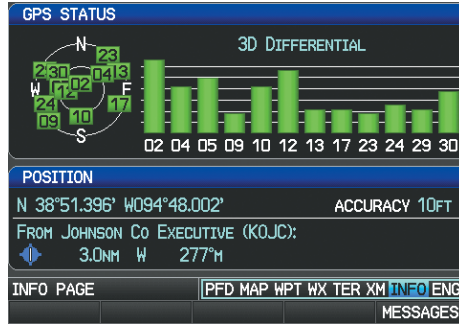 GPS STATUS
N
3D DIFFERENTIAL
23
2 30 04 13
W 12 02 E
24 17
09 10
S
02 04 05 09 10 12 13 17 23 24 29 30
POSITION
N 38°51.396' W094°48.002' ACCURACY 10FT
FROM JOHNSON CO EXECUTIVE (KOJC):
3.0NM W 277°M
INFO PAGE PFD MAP WPT WX TER XM INFO ENG
MESSAGES